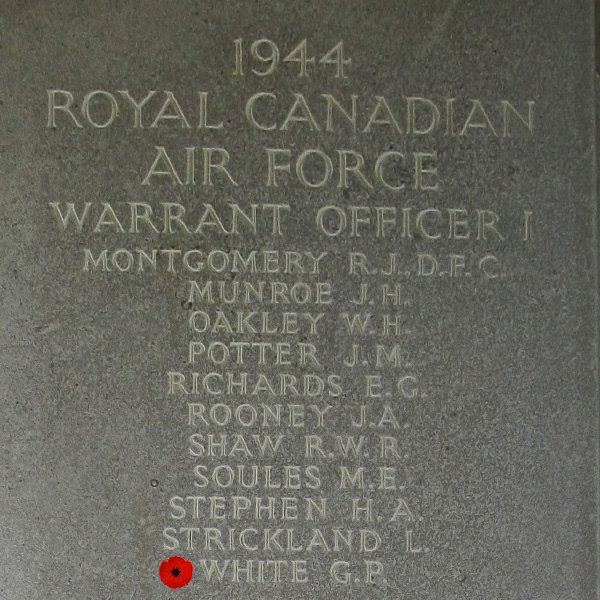 1944
ROYAL CANADIAN
AIR FORCE
WARRANT OFFICER I
MONTGOMERY R.J., D.F.C.
MUNROE J.H.
OAKLEY W.H.
POTTER J.M.
RICHARDS E.G.
ROONEY J.A.
SHAW R.W.R.
SOULES M.E.
STEPHEN H.A.
STRICKLAND L.
WHITE G.P.